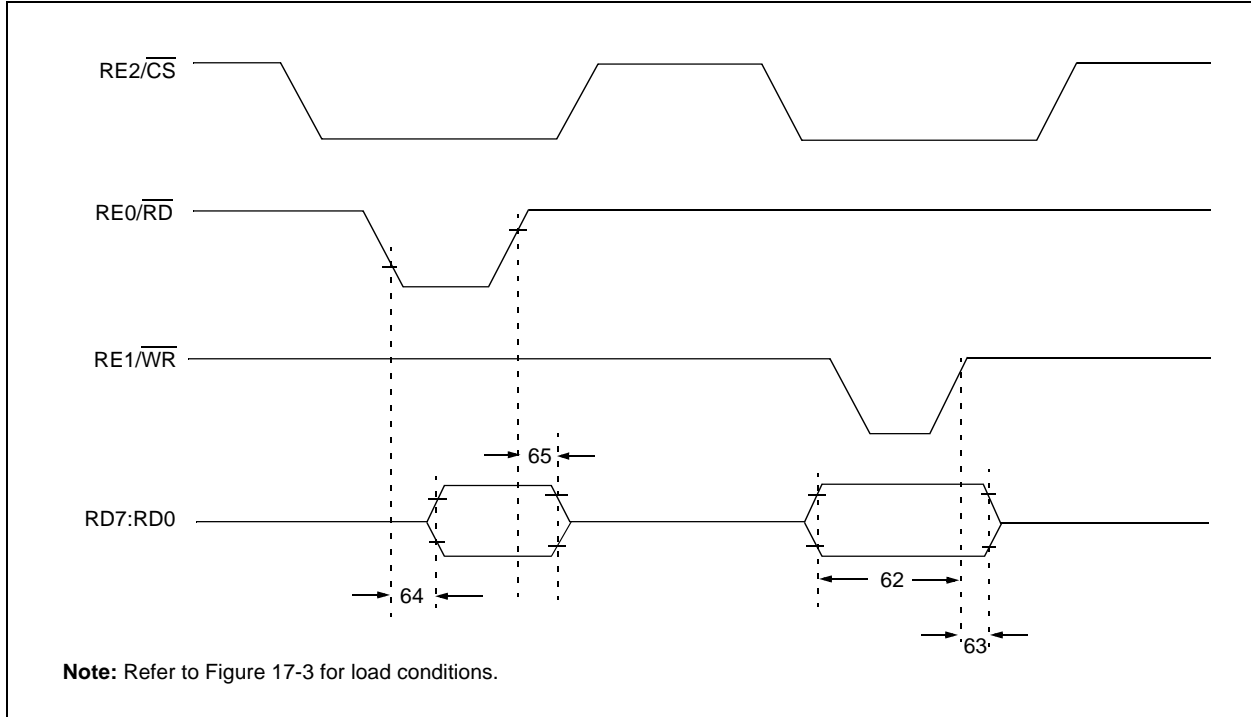 RE2/CS
RE0/RD
RE1/WR
65
RD7:RD0
62
64
63
Note: Refer to Figure 17-3 for load conditions.